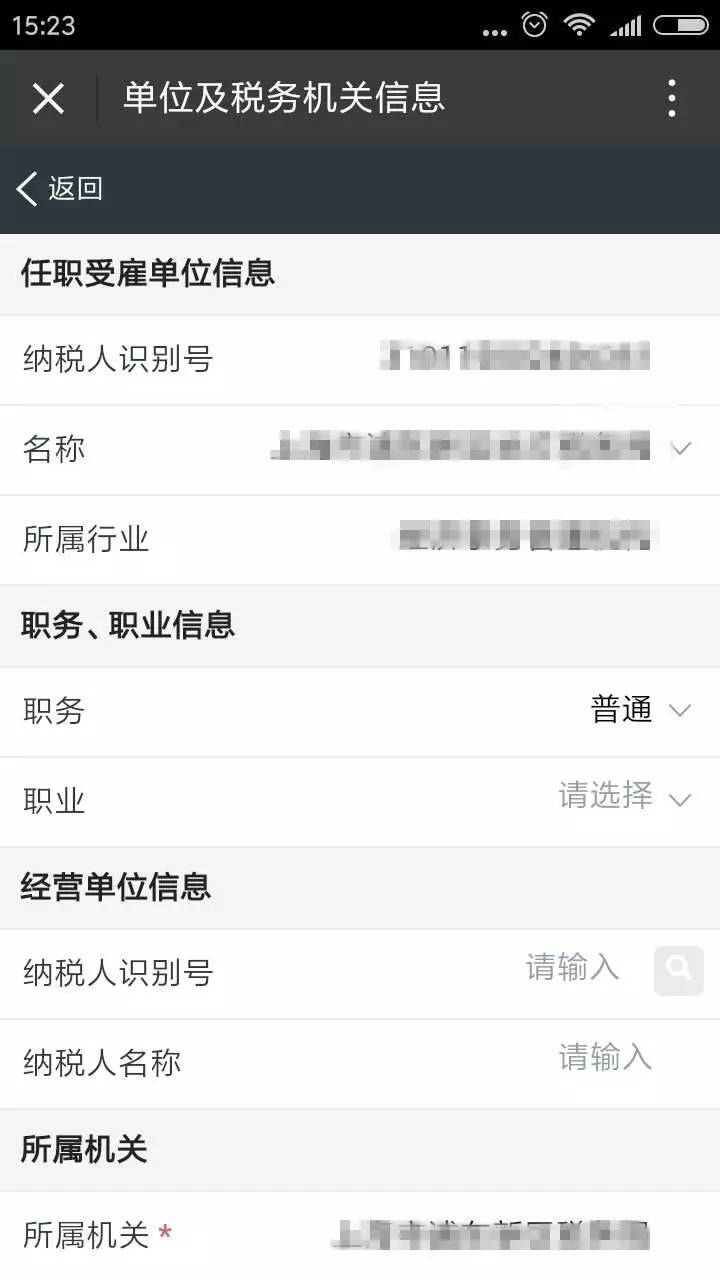 15:23
单位及税务机关信息
返回
任职受雇单位信息
纳税人识别号
名称
所属行业
职务、职业信息
职务 普通
职业 请选择
经营单位信息
纳税人识别号 请输入
纳税人名称 请输入
所属机关
所属机关 *